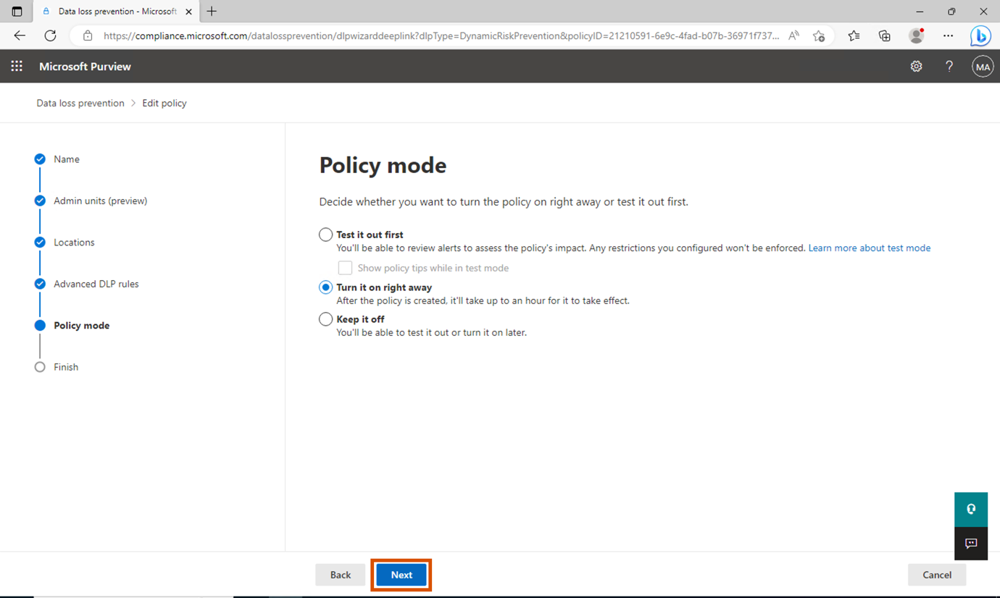 Data loss prevention - Microsoft
https://compliance.microsoft.com/datalossprevention/dlpwizarddeeplink?dlpType=DynamicRiskPrevention&policyID=21210591-6e9c-4fad-b07b-36971f737...
Microsoft Purview
? MA
Data loss prevention > Edit policy
Name
Admin units (preview)
Locations
Advanced DLP rules
Policy mode
Finish
Policy mode
Decide whether you want to turn the policy on right away or test it out first.
Test it out first
You'll be able to review alerts to assess the policy's impact. Any restrictions you configured won't be enforced. Learn more about test mode
Show policy tips while in test mode
Turn it on right away
After the policy is created, it'll take up to an hour for it to take effect.
Keep it off
You'll be able to test it out or turn it on later.
Back Next Cancel